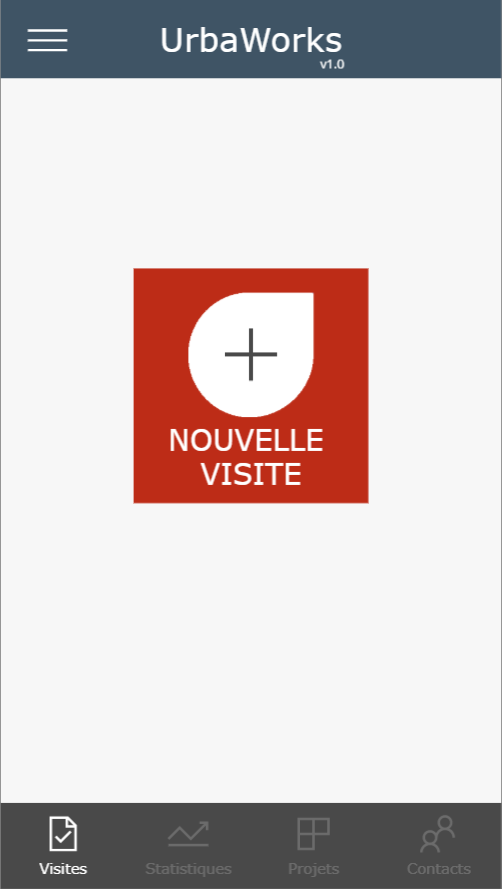 UrbaWorks
v1.0
NOUVELLE
VISITE
Visites
Statistiques
Projets
Contacts